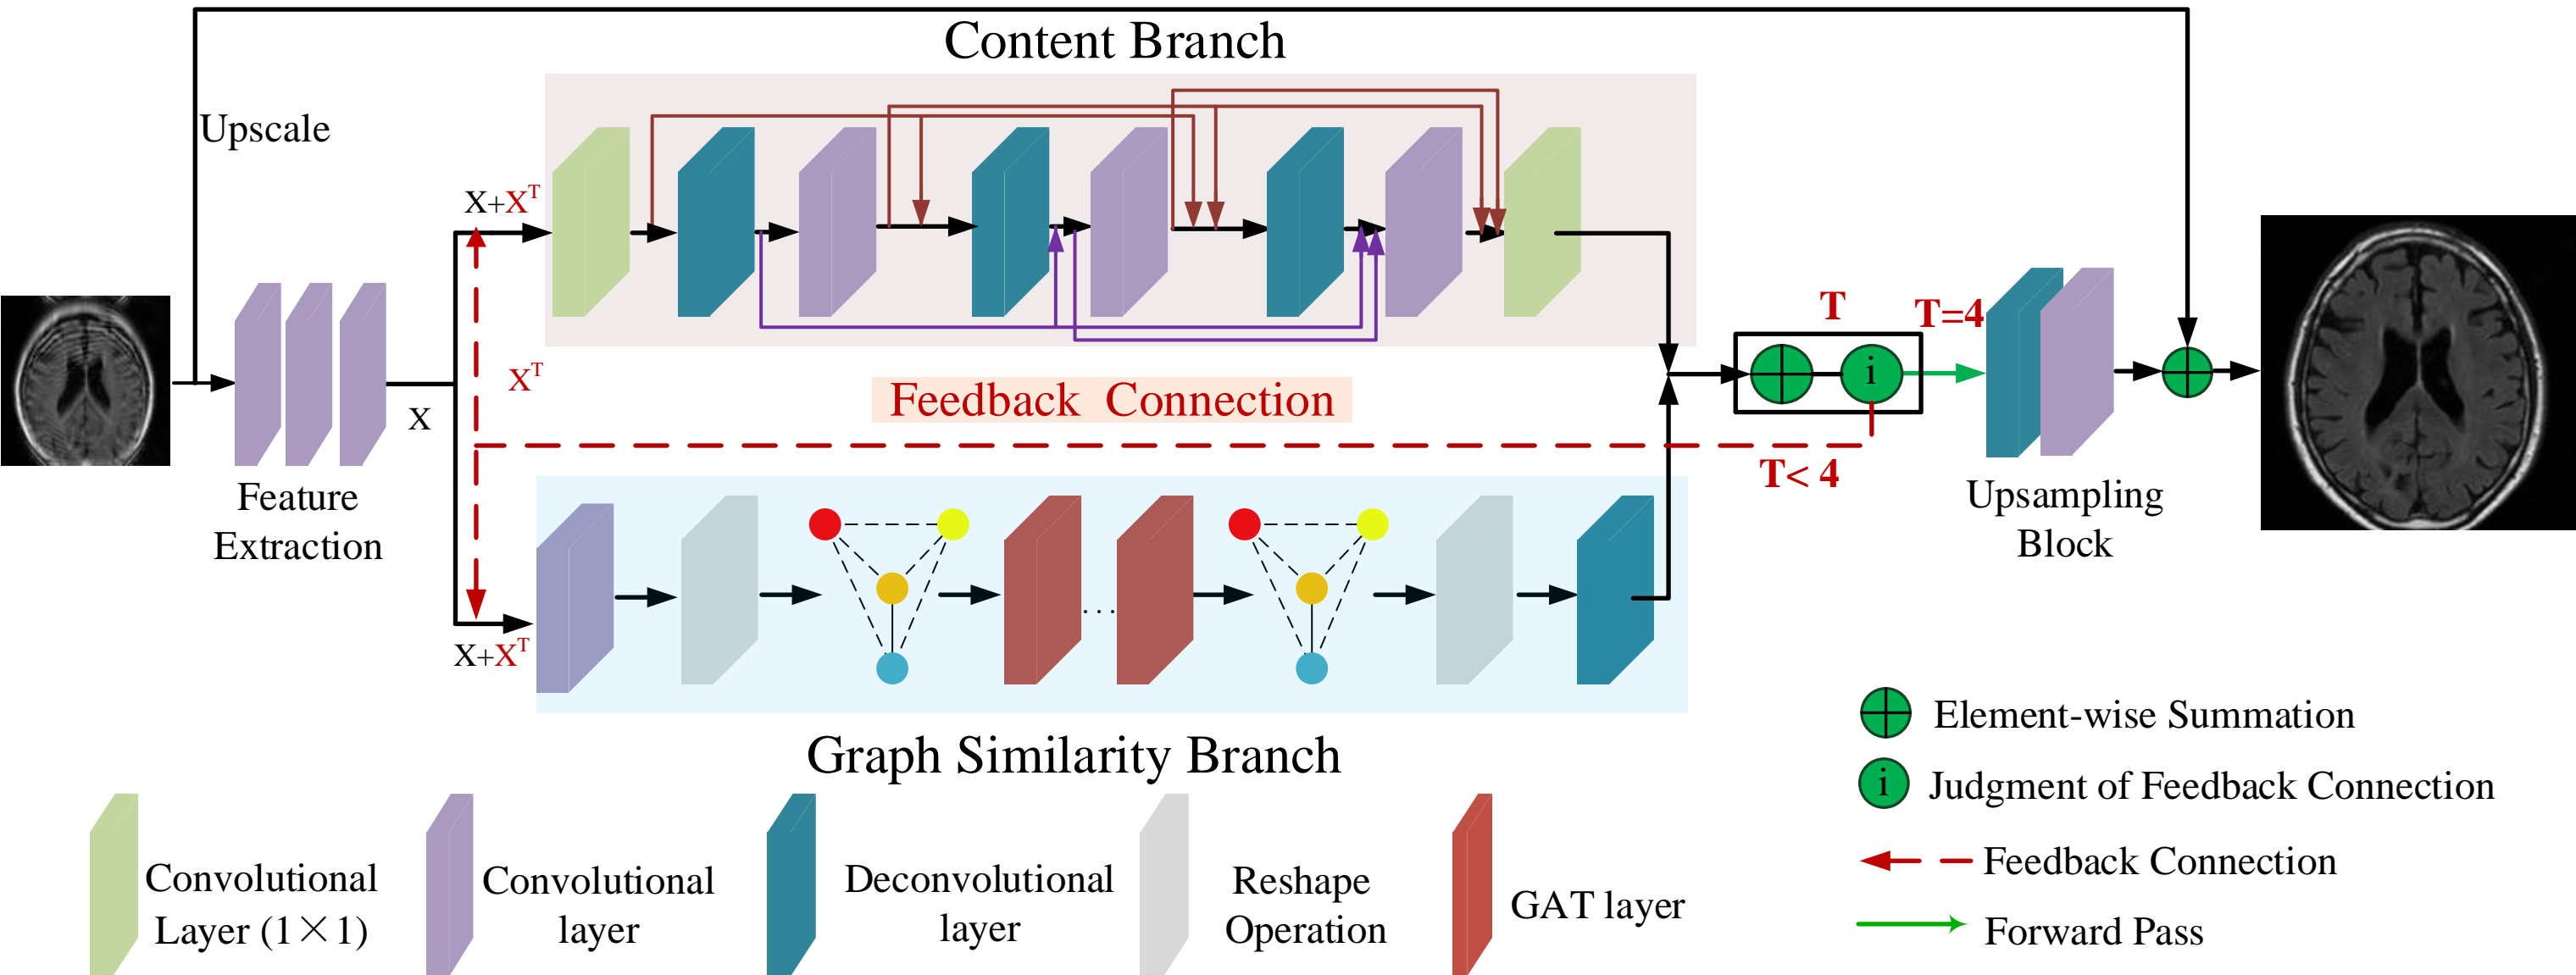 Content Branch
Upscale
X+X^T
T
T=4
X^T
Feedback Connection
X
i
T< 4
Feature
Extraction
Upsampling
Block
X+X^T
...
Graph Similarity Branch
Element-wise Summation
i Judgment of Feedback Connection
Feedback Connection
Forward Pass
Convolutional
Layer (1×1)
Convolutional
layer
Deconvolutional
layer
Reshape
Operation
GAT layer